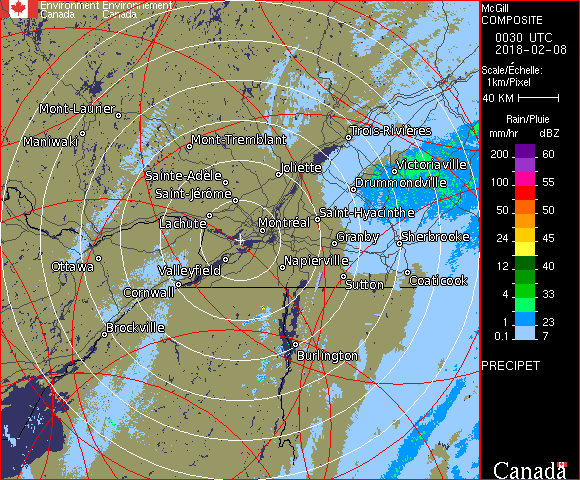 Environment Environnement
Canada Canada
McGill
COMPOSITE
0030 UTC
2018-02-08
Scale/Échelle:
1km/Pixel
40 KM
Rain/Pluie
mm/hr dBZ
200 60
100 55
50 50
24 45
12 40
4 33
1 23
0.1 7
PRECIPET
Canada
Mont-Laurier
Maniwaki
Mont-Tremblant
Trois-Rivières
Joliette
Victoriaville
Sainte-Adèle
Drummondville
Saint-Jérôme
Lachute
Saint-Hyacinthe
Montréal
Granby
Sherbrooke
Ottawa
Valleyfield
Napierville
Cornwall
Sutton
Coaticook
Brockville
Burlington